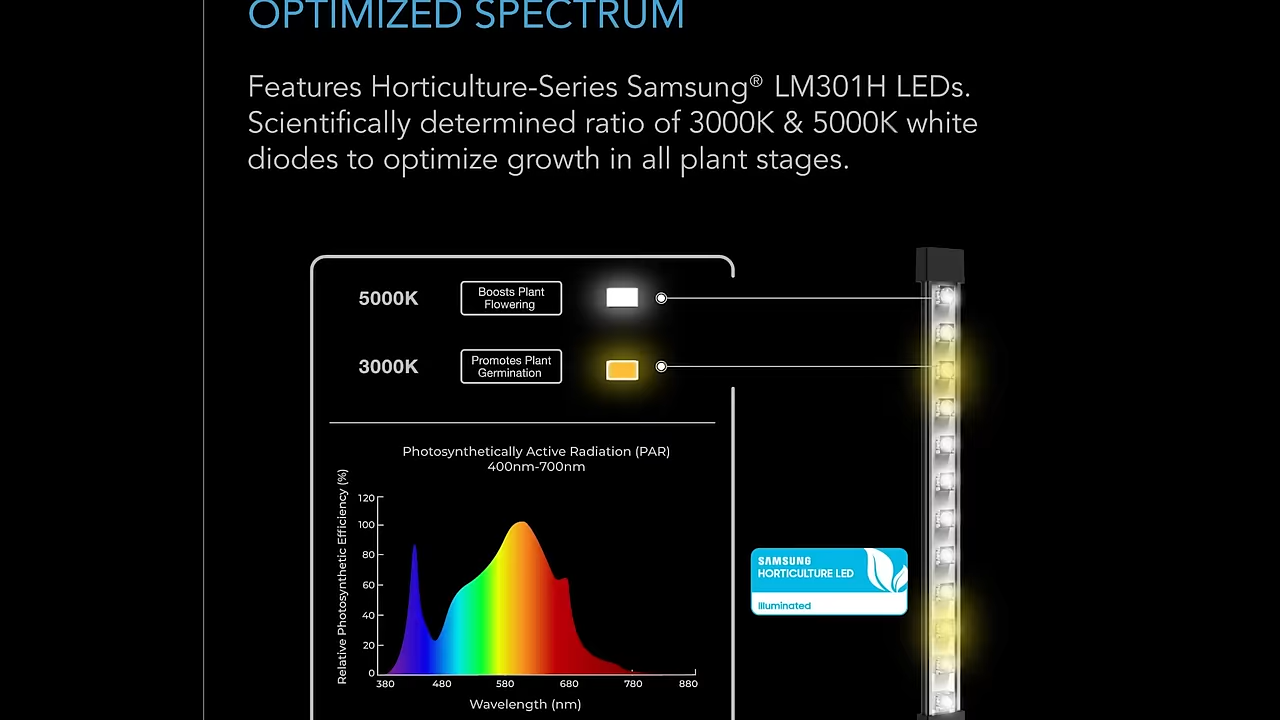 OPTIMIZED SPECTRUM
Features Horticulture-Series Samsung® LM301H LEDs.
Scientifically determined ratio of 3000K & 5000K white
diodes to optimize growth in all plant stages.
5000K
Boosts Plant
Flowering
3000K
Promotes Plant
Germination
Photosynthetically Active Radiation (PAR)
400nm-700nm
Relative Photosynthetic Efficiency (%)
120
100
80
60
40
20
0
380 480 580 680 780 880
Wavelength (nm)
SAMSUNG
HORTICULTURE LED
illuminated